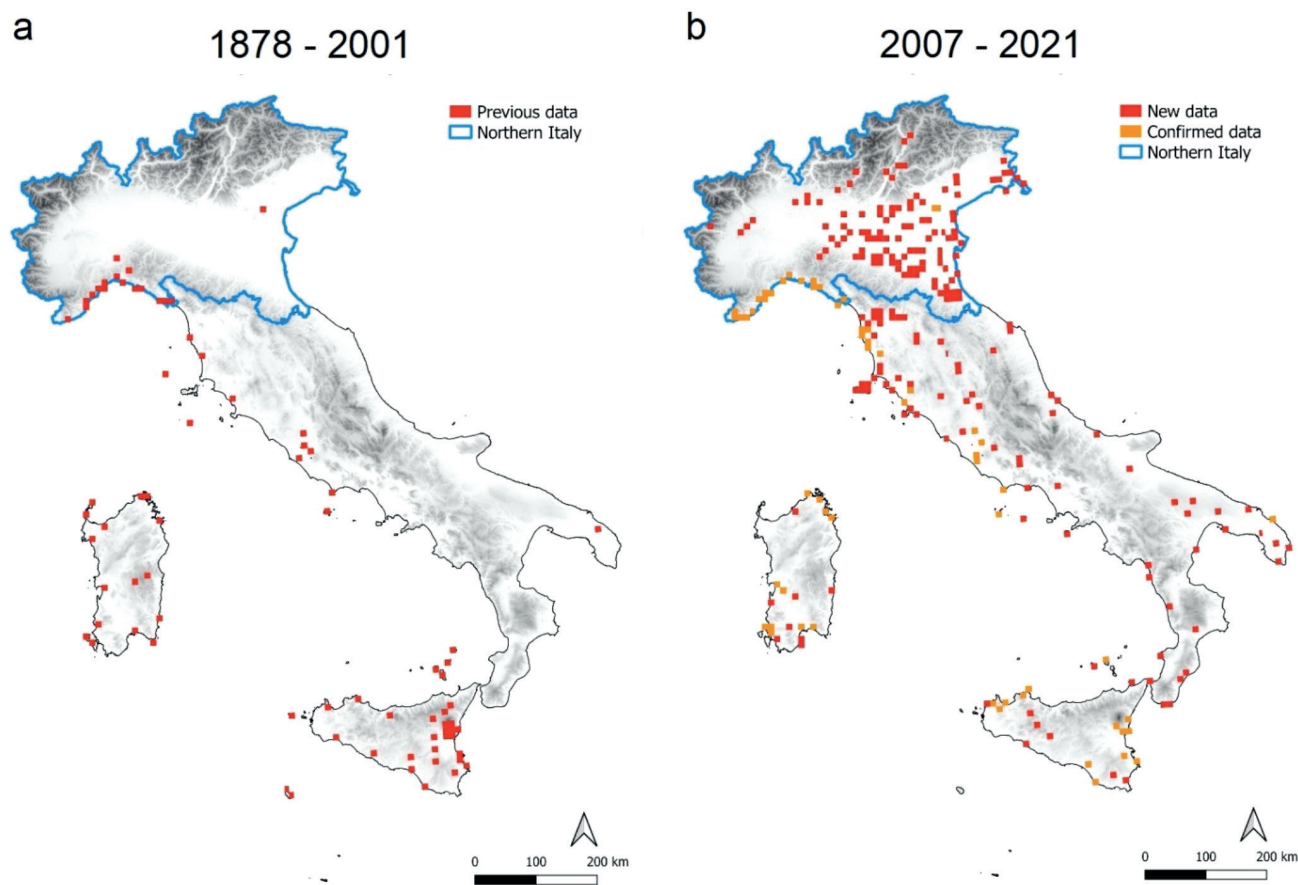 a
1878 - 2001
Previous data
Northern Italy
0 100 200 km
b
2007 - 2021
New data
Confirmed data
Northern Italy
0 100 200 km